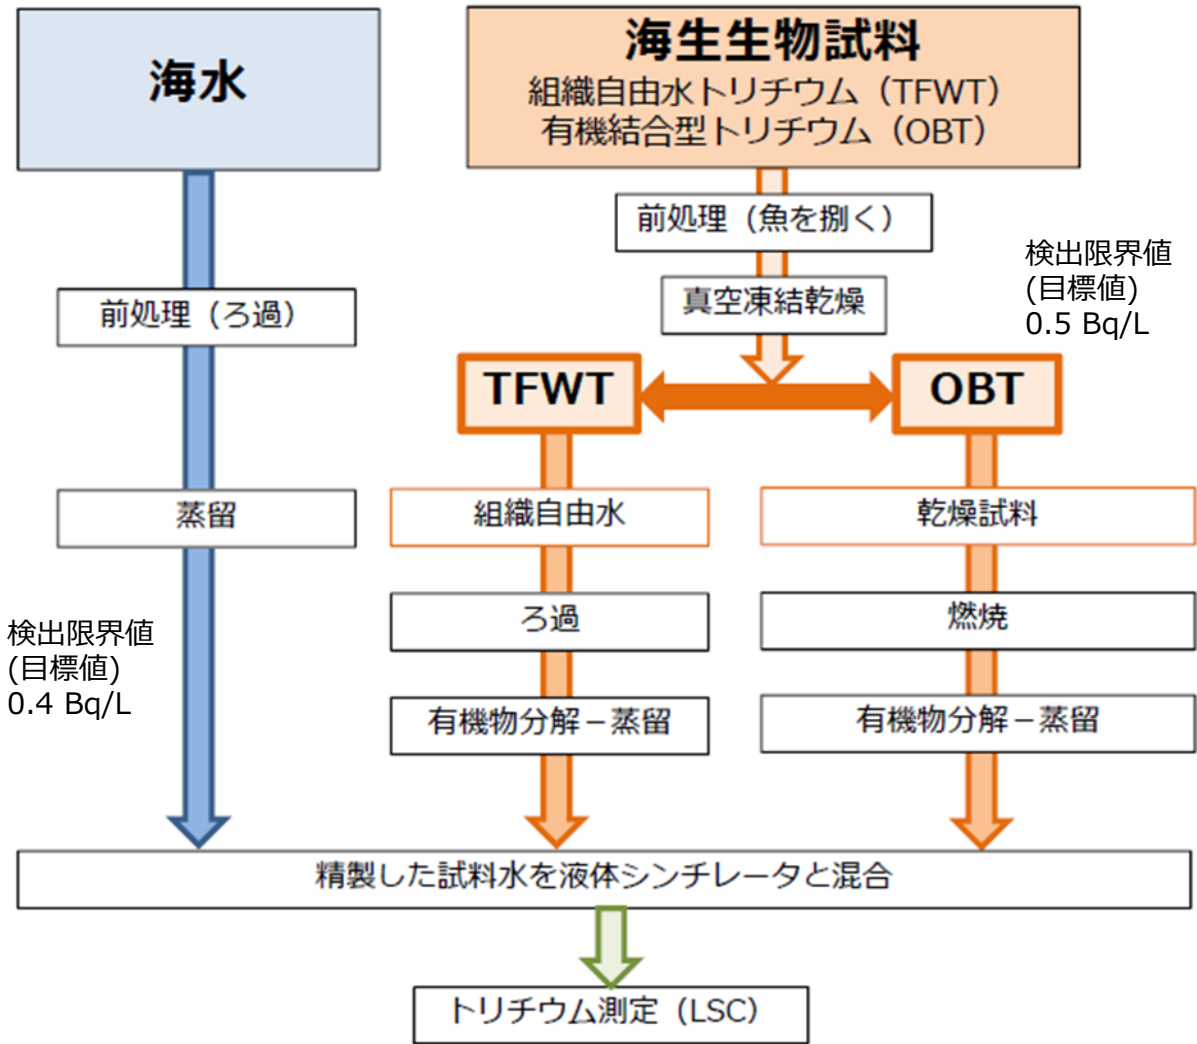 海水
海生生物試料
組織自由水トリチウム（TFWT）
有機結合型トリチウム（OBT）
前処理（魚を捌く）
検出限界値
(目標値)
0.5 Bq/L
前処理（ろ過）
真空凍結乾燥
TFWT
OBT
蒸留
組織自由水
乾燥試料
ろ過
燃焼
検出限界値
(目標値)
0.4 Bq/L
有機物分解－蒸留
有機物分解－蒸留
精製した試料水を液体シンチレータと混合
トリチウム測定（LSC）